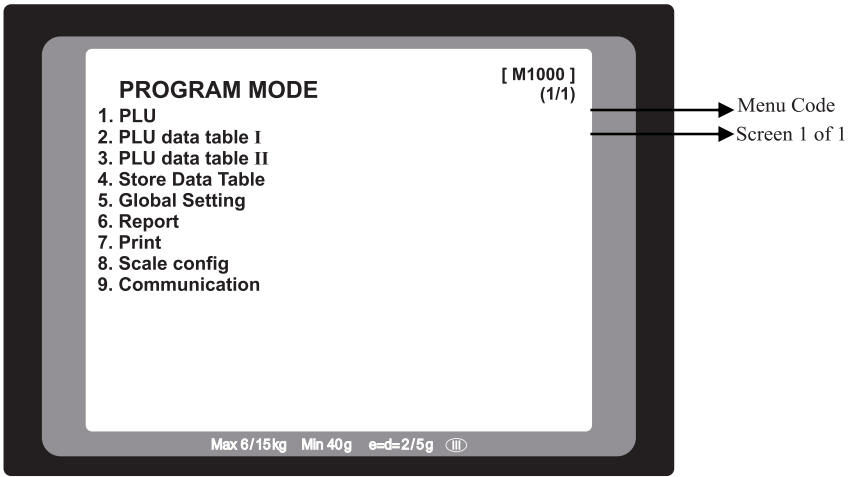 PROGRAM MODE
[ M1000 ]
(1/1)
1. PLU
2. PLU data table I
3. PLU data table II
4. Store Data Table
5. Global Setting
6. Report
7. Print
8. Scale config
9. Communication
Menu Code
Screen 1 of 1
Max 6/15kg Min 40g e=d=2/5g III